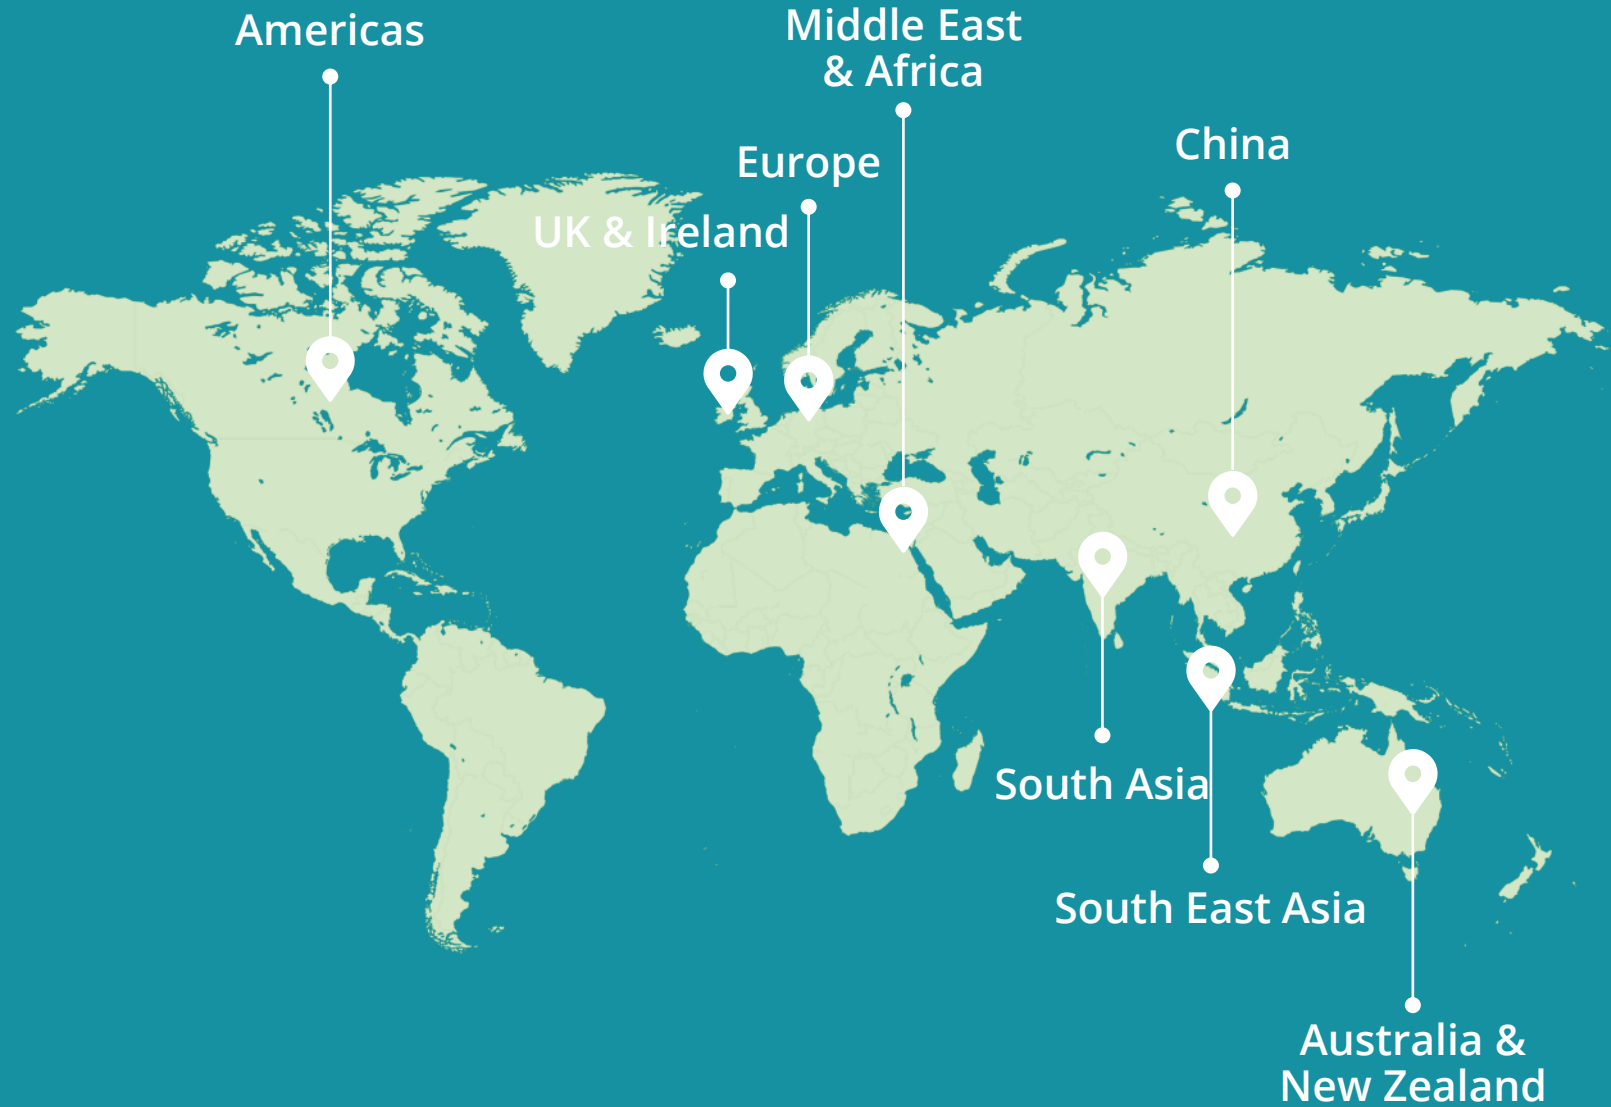 Americas
Middle East
& Africa
China
Europe
UK & Ireland
South Asia
South East Asia
Australia &
New Zealand